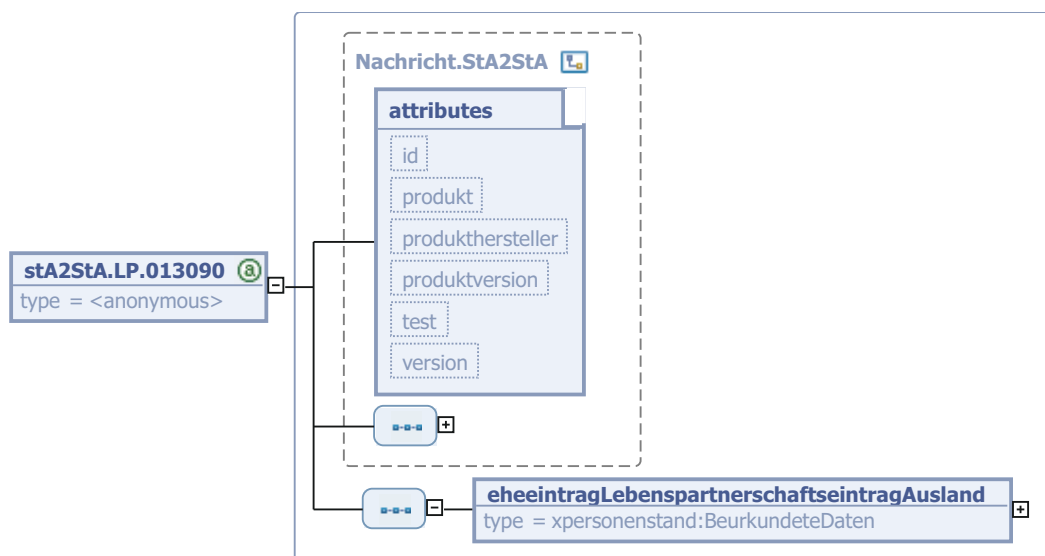 Nachricht.StA2StA
attributes
id
produkt
produkthersteller
produktversion
test
version
stA2StA.LP.013090 a
type = <anonymous>
eheeintragLebenspartnerschaftseintragAusland
type = xpersonenstand:BeurkundeteDaten